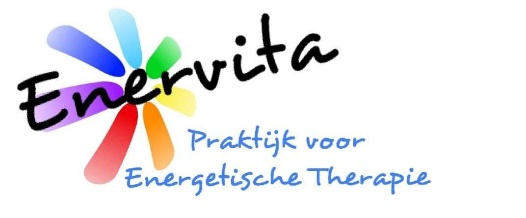 Enervita
Praktijk voor
Energetische Therapie